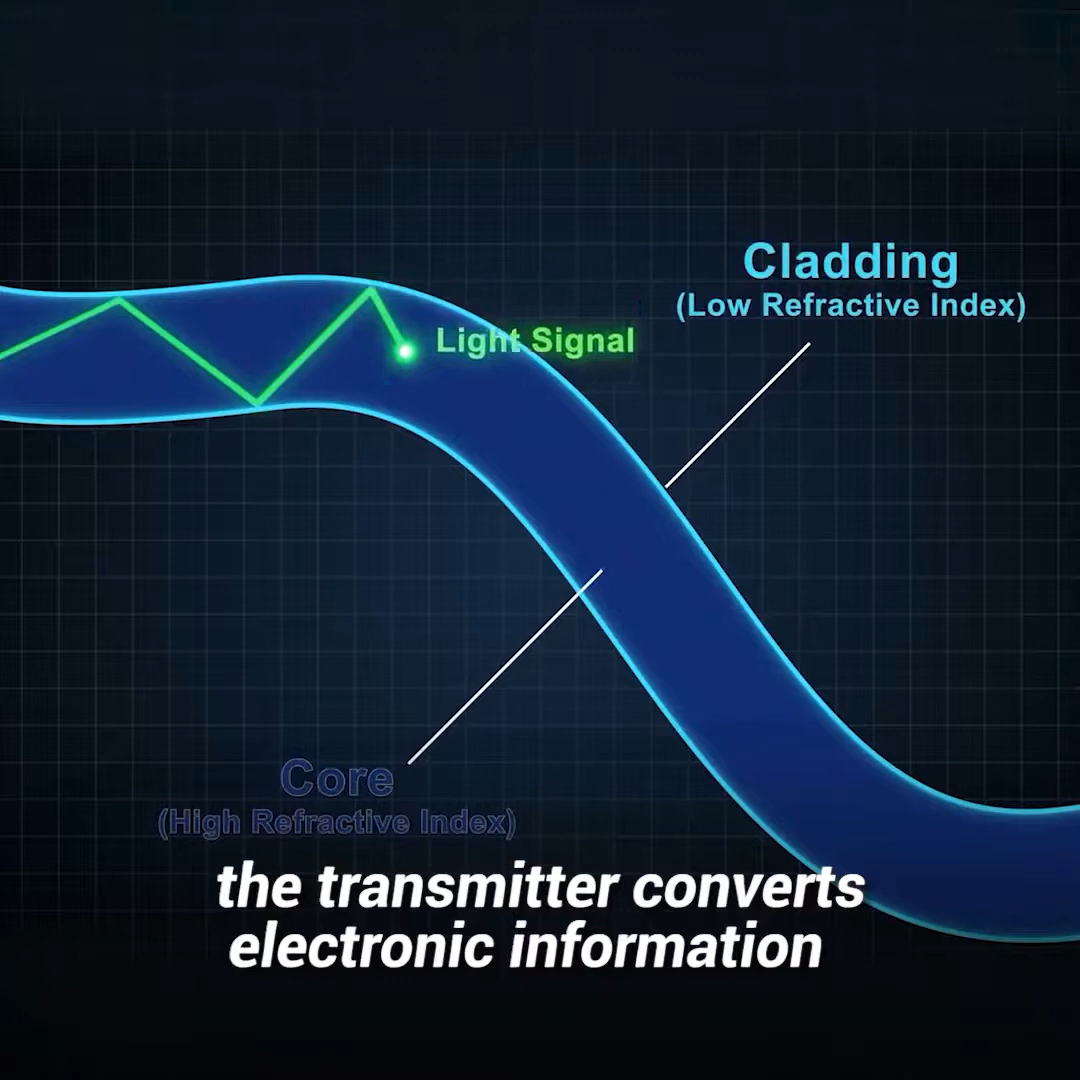 Cladding
(Low Refractive Index)
Light Signal
Core
(High Refractive Index)
the transmitter converts
electronic information